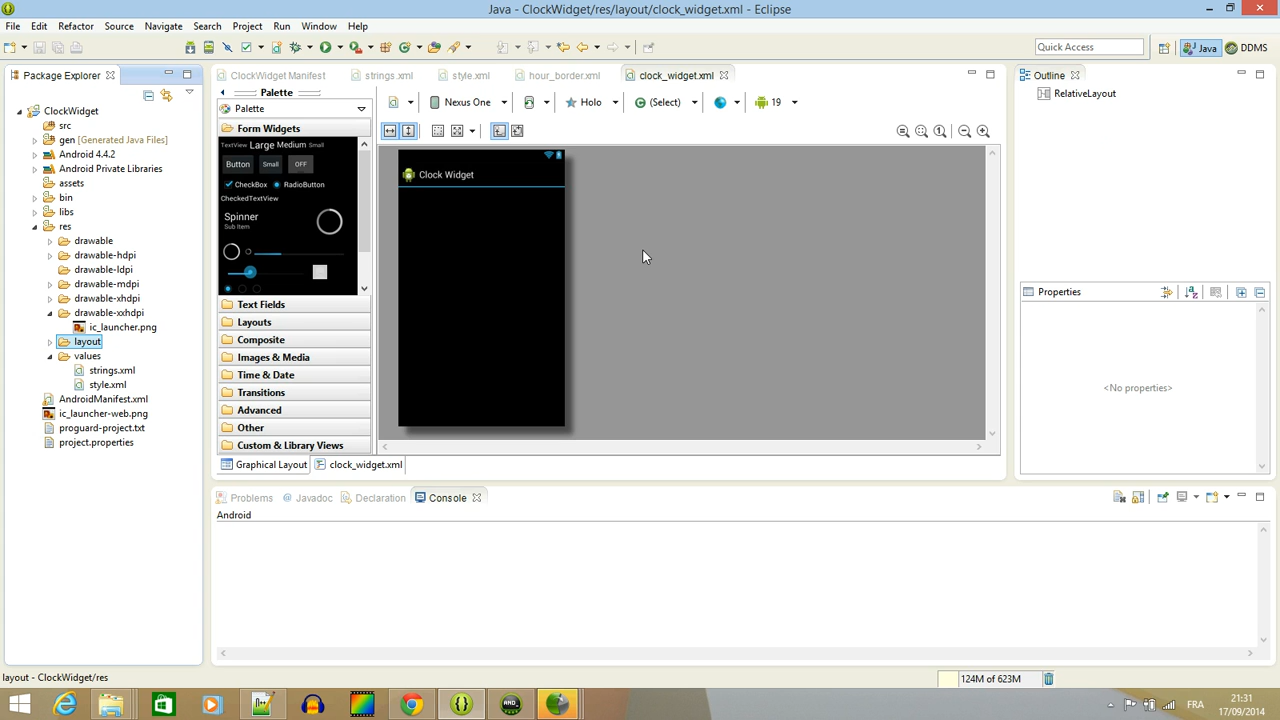 Java - ClockWidget/res/layout/clock_widget.xml - Eclipse
File Edit Refactor Source Navigate Search Project Run Window Help
Quick Access
Java
DDMS
Package Explorer
ClockWidget
src
gen [Generated Java Files]
Android 4.4.2
Android Private Libraries
assets
bin
libs
res
drawable
drawable-hdpi
drawable-ldpi
drawable-mdpi
drawable-xhdpi
drawable-xxhdpi
ic_launcher.png
layout
values
strings.xml
style.xml
AndroidManifest.xml
ic_launcher-web.png
proguard-project.txt
project.properties
ClockWidget Manifest
strings.xml
style.xml
hour_border.xml
clock_widget.xml
Palette
Palette
Form Widgets
TextView Large Medium Small
Button Small OFF
CheckBox RadioButton
CheckedTextView
Spinner
Sub Item
Text Fields
Layouts
Composite
Images & Media
Time & Date
Transitions
Advanced
Other
Custom & Library Views
Nexus One
Holo
(Select)
19
Clock Widget
Graphical Layout
clock_widget.xml
Outline
RelativeLayout
Properties
<No properties>
Problems
Javadoc
Declaration
Console
Android
layout - ClockWidget/res
124M of 623M
FRA
21:31
17/09/2014